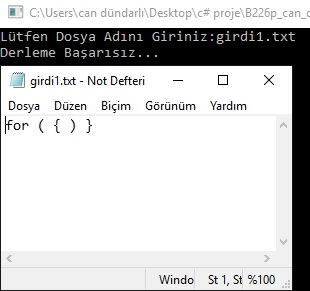 C:\Users\can dündarlı\Desktop\c# proje\B226p_can_
Lütfen Dosya Adını Giriniz:girdi1.txt
Derleme Başarısız...
girdi1.txt - Not Defteri
Dosya Düzen Biçim Görünüm Yardım
for ( { ) }
Windo St 1, St %100